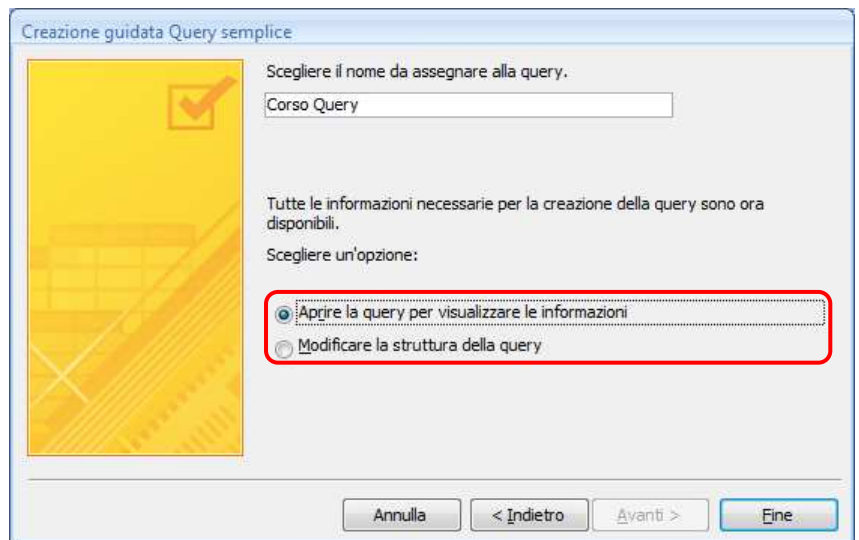 Creazione guidata Query semplice
Scegliere il nome da assegnare alla query.
Corso Query
Tutte le informazioni necessarie per la creazione della query sono ora
disponibili.
Scegliere un'opzione:
Aprire la query per visualizzare le informazioni
Modificare la struttura della query
Annulla < Indietro Avanti > Fine